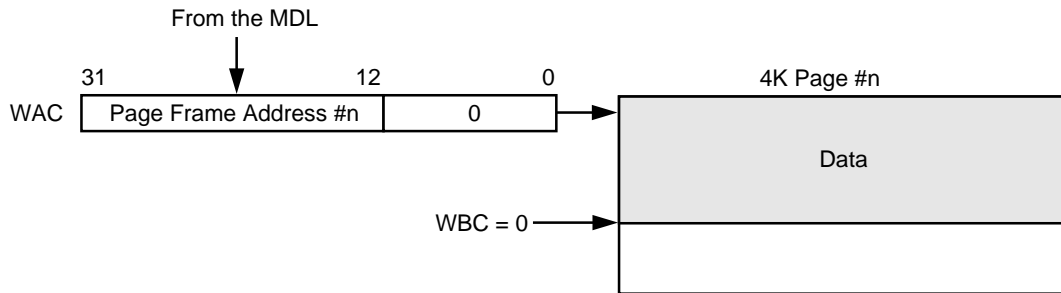 From the MDL
31 12 0 4K Page #n
WAC Page Frame Address #n 0
Data
WBC = 0